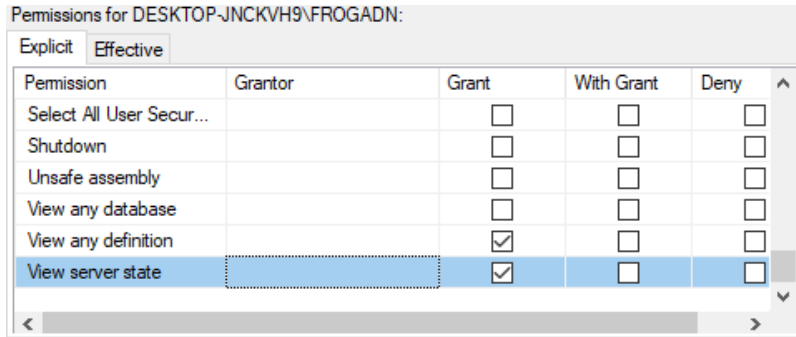 Permissions for DESKTOP-JNCKVH9\FROGADN:
Explicit Effective
Permission Grantor Grant With Grant Deny
Select All User Secur...
Shutdown
Unsafe assembly
View any database
View any definition
View server state